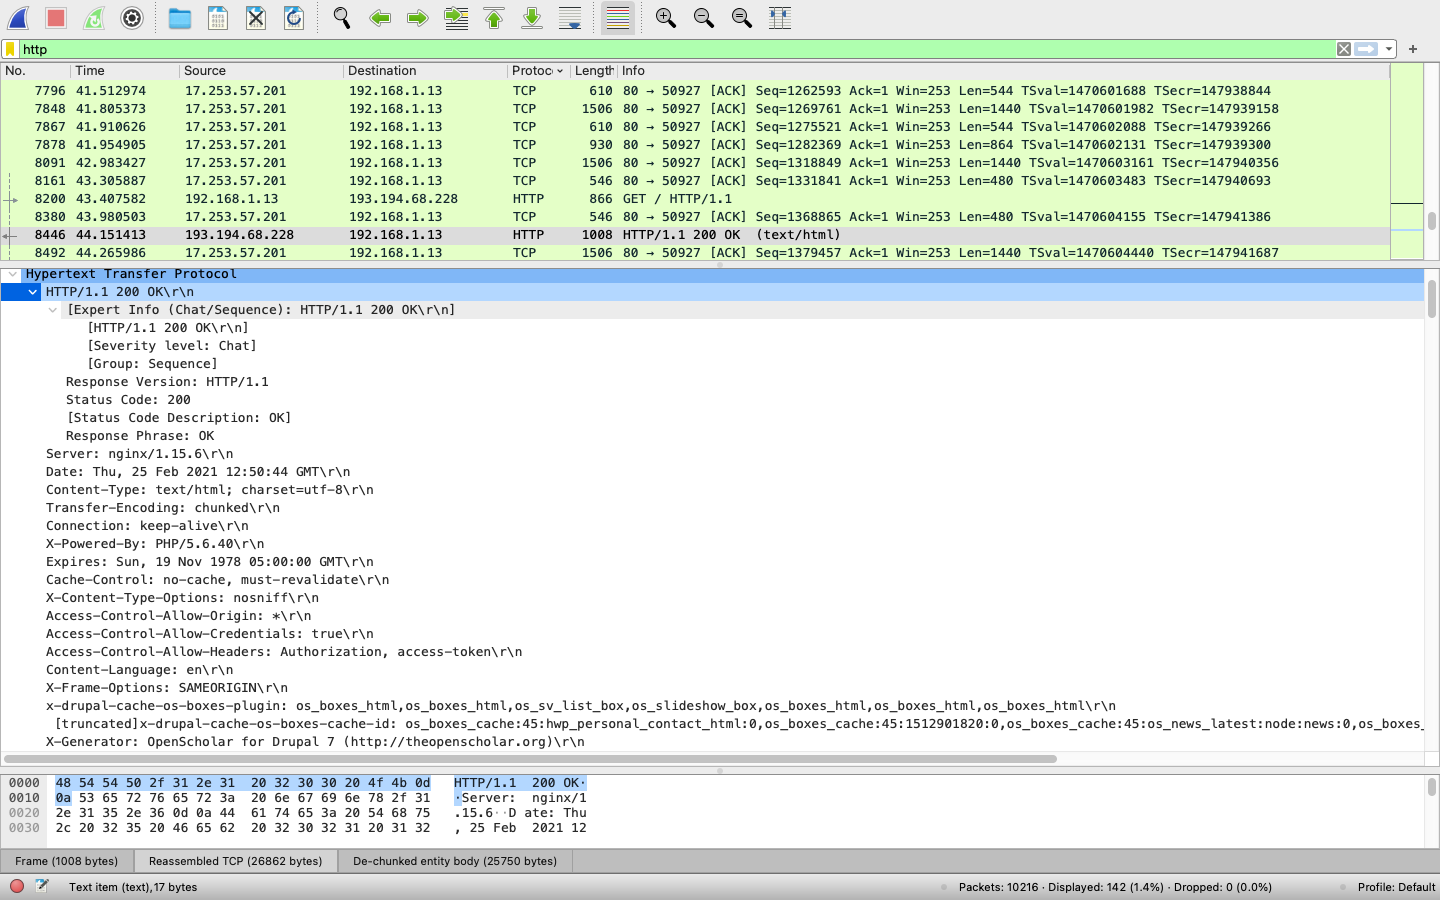 http
No. Time Source Destination Protoc Length Info
7796 41.512974 17.253.57.201 192.168.1.13 TCP 610 80 → 50927 [ACK] Seq=1262593 Ack=1 Win=253 Len=544 TSval=1470601688 TSecr=147938844
7848 41.805373 17.253.57.201 192.168.1.13 TCP 1506 80 → 50927 [ACK] Seq=1269761 Ack=1 Win=253 Len=1440 TSval=1470601982 TSecr=147939158
7867 41.910626 17.253.57.201 192.168.1.13 TCP 610 80 → 50927 [ACK] Seq=1275521 Ack=1 Win=253 Len=544 TSval=1470602088 TSecr=147939266
7878 41.954905 17.253.57.201 192.168.1.13 TCP 930 80 → 50927 [ACK] Seq=1282369 Ack=1 Win=253 Len=864 TSval=1470602131 TSecr=147939300
8091 42.983427 17.253.57.201 192.168.1.13 TCP 1506 80 → 50927 [ACK] Seq=1318849 Ack=1 Win=253 Len=1440 TSval=1470603161 TSecr=147940356
8161 43.305887 17.253.57.201 192.168.1.13 TCP 546 80 → 50927 [ACK] Seq=1331841 Ack=1 Win=253 Len=480 TSval=1470603483 TSecr=147940693
8200 43.407582 192.168.1.13 193.194.68.228 HTTP 866 GET / HTTP/1.1
8380 43.980503 17.253.57.201 192.168.1.13 TCP 546 80 → 50927 [ACK] Seq=1368865 Ack=1 Win=253 Len=480 TSval=1470604155 TSecr=147941386
8446 44.151413 193.194.68.228 192.168.1.13 HTTP 1008 HTTP/1.1 200 OK  (text/html)
8492 44.265986 17.253.57.201 192.168.1.13 TCP 1506 80 → 50927 [ACK] Seq=1379457 Ack=1 Win=253 Len=1440 TSval=1470604440 TSecr=147941687
Hypertext Transfer Protocol
HTTP/1.1 200 OK\r\n
[Expert Info (Chat/Sequence): HTTP/1.1 200 OK\r\n]
[HTTP/1.1 200 OK\r\n]
[Severity level: Chat]
[Group: Sequence]
Response Version: HTTP/1.1
Status Code: 200
[Status Code Description: OK]
Response Phrase: OK
Server: nginx/1.15.6\r\n
Date: Thu, 25 Feb 2021 12:50:44 GMT\r\n
Content-Type: text/html; charset=utf-8\r\n
Transfer-Encoding: chunked\r\n
Connection: keep-alive\r\n
X-Powered-By: PHP/5.6.40\r\n
Expires: Sun, 19 Nov 1978 05:00:00 GMT\r\n
Cache-Control: no-cache, must-revalidate\r\n
X-Content-Type-Options: nosniff\r\n
Access-Control-Allow-Origin: *\r\n
Access-Control-Allow-Credentials: true\r\n
Access-Control-Allow-Headers: Authorization, access-token\r\n
Content-Language: en\r\n
X-Frame-Options: SAMEORIGIN\r\n
x-drupal-cache-os-boxes-plugin: os_boxes_html,os_boxes_html,os_sv_list_box,os_slideshow_box,os_boxes_html,os_boxes_html,os_boxes_html\r\n
[truncated]x-drupal-cache-os-boxes-cache-id: os_boxes_cache:45:hwp_personal_contact_html:0,os_boxes_cache:45:1512901820:0,os_boxes_cache:45:os_news_latest:node:news:0,os_boxes_
X-Generator: OpenScholar for Drupal 7 (http://theopenscholar.org)\r\n
0000 48 54 54 50 2f 31 2e 31  20 32 30 30 20 4f 4b 0d HTTP/1.1  200 OK·
0010 0a 53 65 72 76 65 72 3a  20 6e 67 69 6e 78 2f 31 ·Server:  nginx/1
0020 2e 31 35 2e 36 0d 0a 44  61 74 65 3a 20 54 68 75 .15.6··D ate: Thu
0030 2c 20 32 35 20 46 65 62  20 32 30 32 31 20 31 32 , 25 Feb  2021 12
Frame (1008 bytes) Reassembled TCP (26862 bytes) De-chunked entity body (25750 bytes)
Text item (text), 17 bytes Packets: 10216 · Displayed: 142 (1.4%) · Dropped: 0 (0.0%) Profile: Default